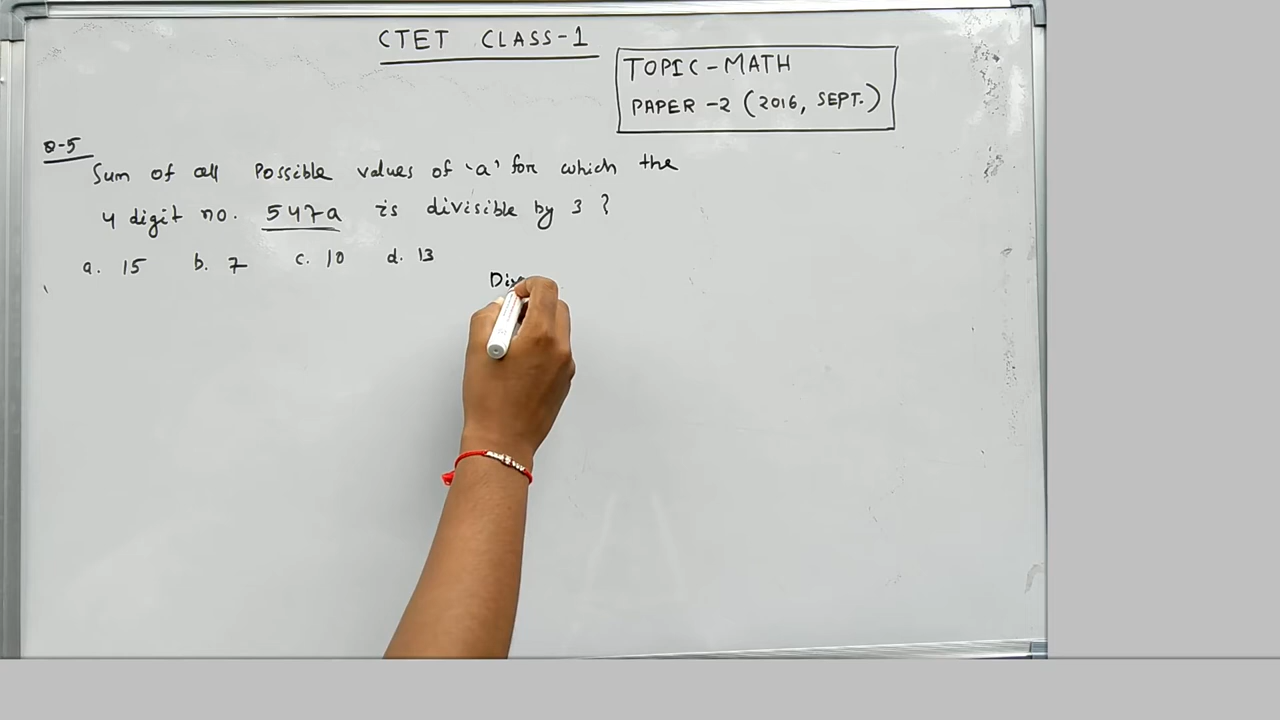 CTET CLASS-1
TOPIC-MATH
PAPER -2 (2016, SEPT.)
Q-5
Sum of all Possible values of 'a' for which the
4 digit no. 547a is divisible by 3 ?
a. 15 b. 7 c. 10 d. 13